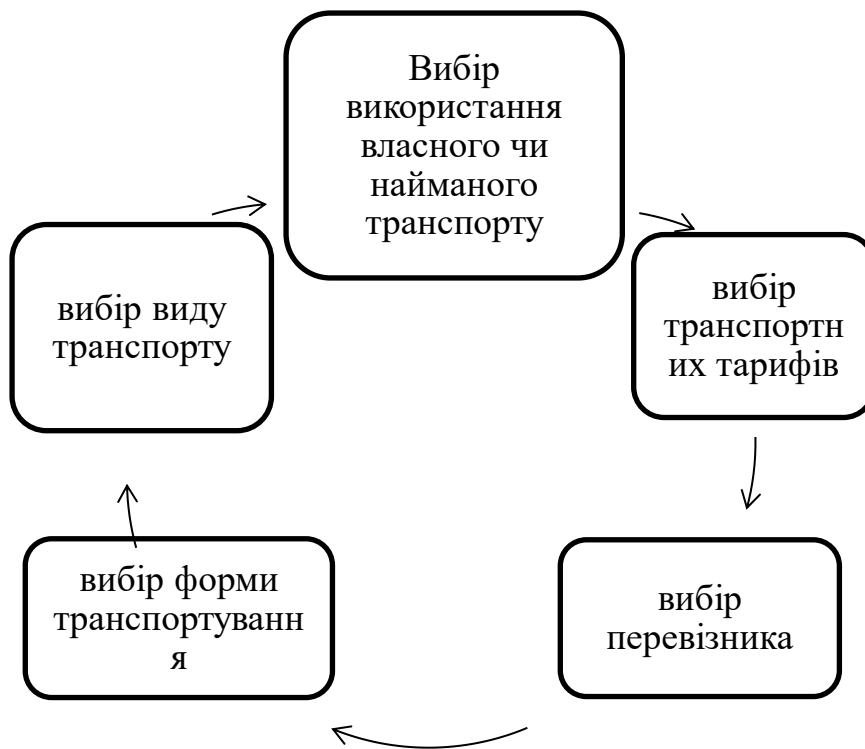 Вибір
використання
власного чи
найманого
транспорту
вибір
транспортн
их тарифів
вибір
перевізника
вибір форми
транспортуванн
я
вибір виду
транспорту